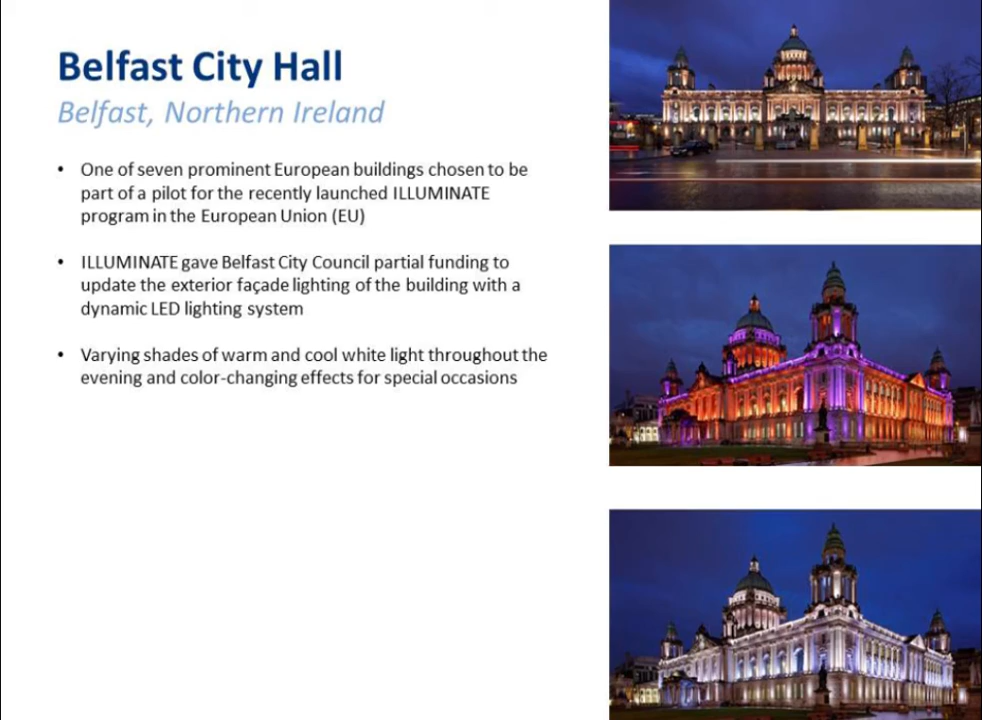 Belfast City Hall
Belfast, Northern Ireland
• One of seven prominent European buildings chosen to be
part of a pilot for the recently launched ILLUMINATE
program in the European Union (EU)
• ILLUMINATE gave Belfast City Council partial funding to
update the exterior façade lighting of the building with a
dynamic LED lighting system
• Varying shades of warm and cool white light throughout the
evening and color-changing effects for special occasions